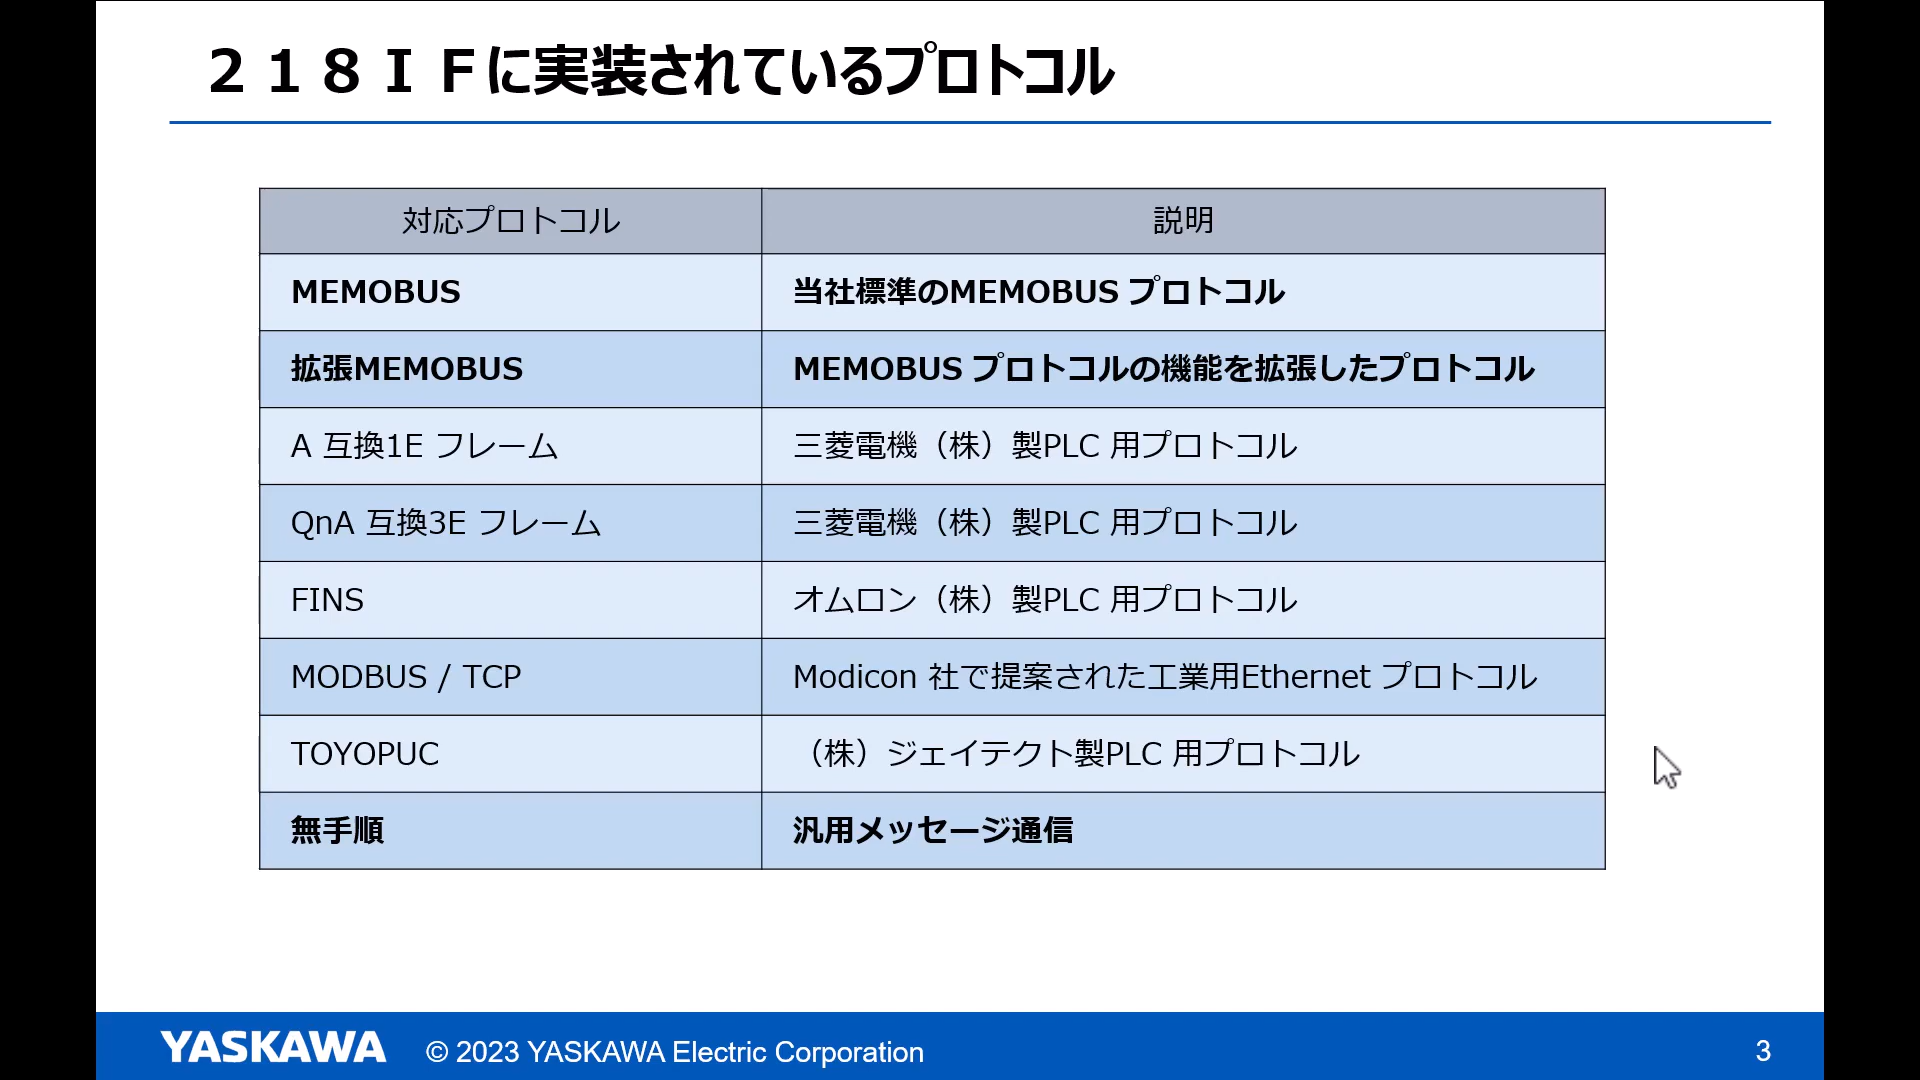 ２１８ＩＦに実装されているプロトコル
対応プロトコル 説明
MEMOBUS 当社標準のMEMOBUS プロトコル
拡張MEMOBUS MEMOBUS プロトコルの機能を拡張したプロトコル
A 互換1E フレーム 三菱電機（株）製PLC 用プロトコル
QnA 互換3E フレーム 三菱電機（株）製PLC 用プロトコル
FINS オムロン（株）製PLC 用プロトコル
MODBUS / TCP Modicon 社で提案された工業用Ethernet プロトコル
TOYOPUC （株）ジェイテクト製PLC 用プロトコル
無手順 汎用メッセージ通信
YASKAWA © 2023 YASKAWA Electric Corporation 3